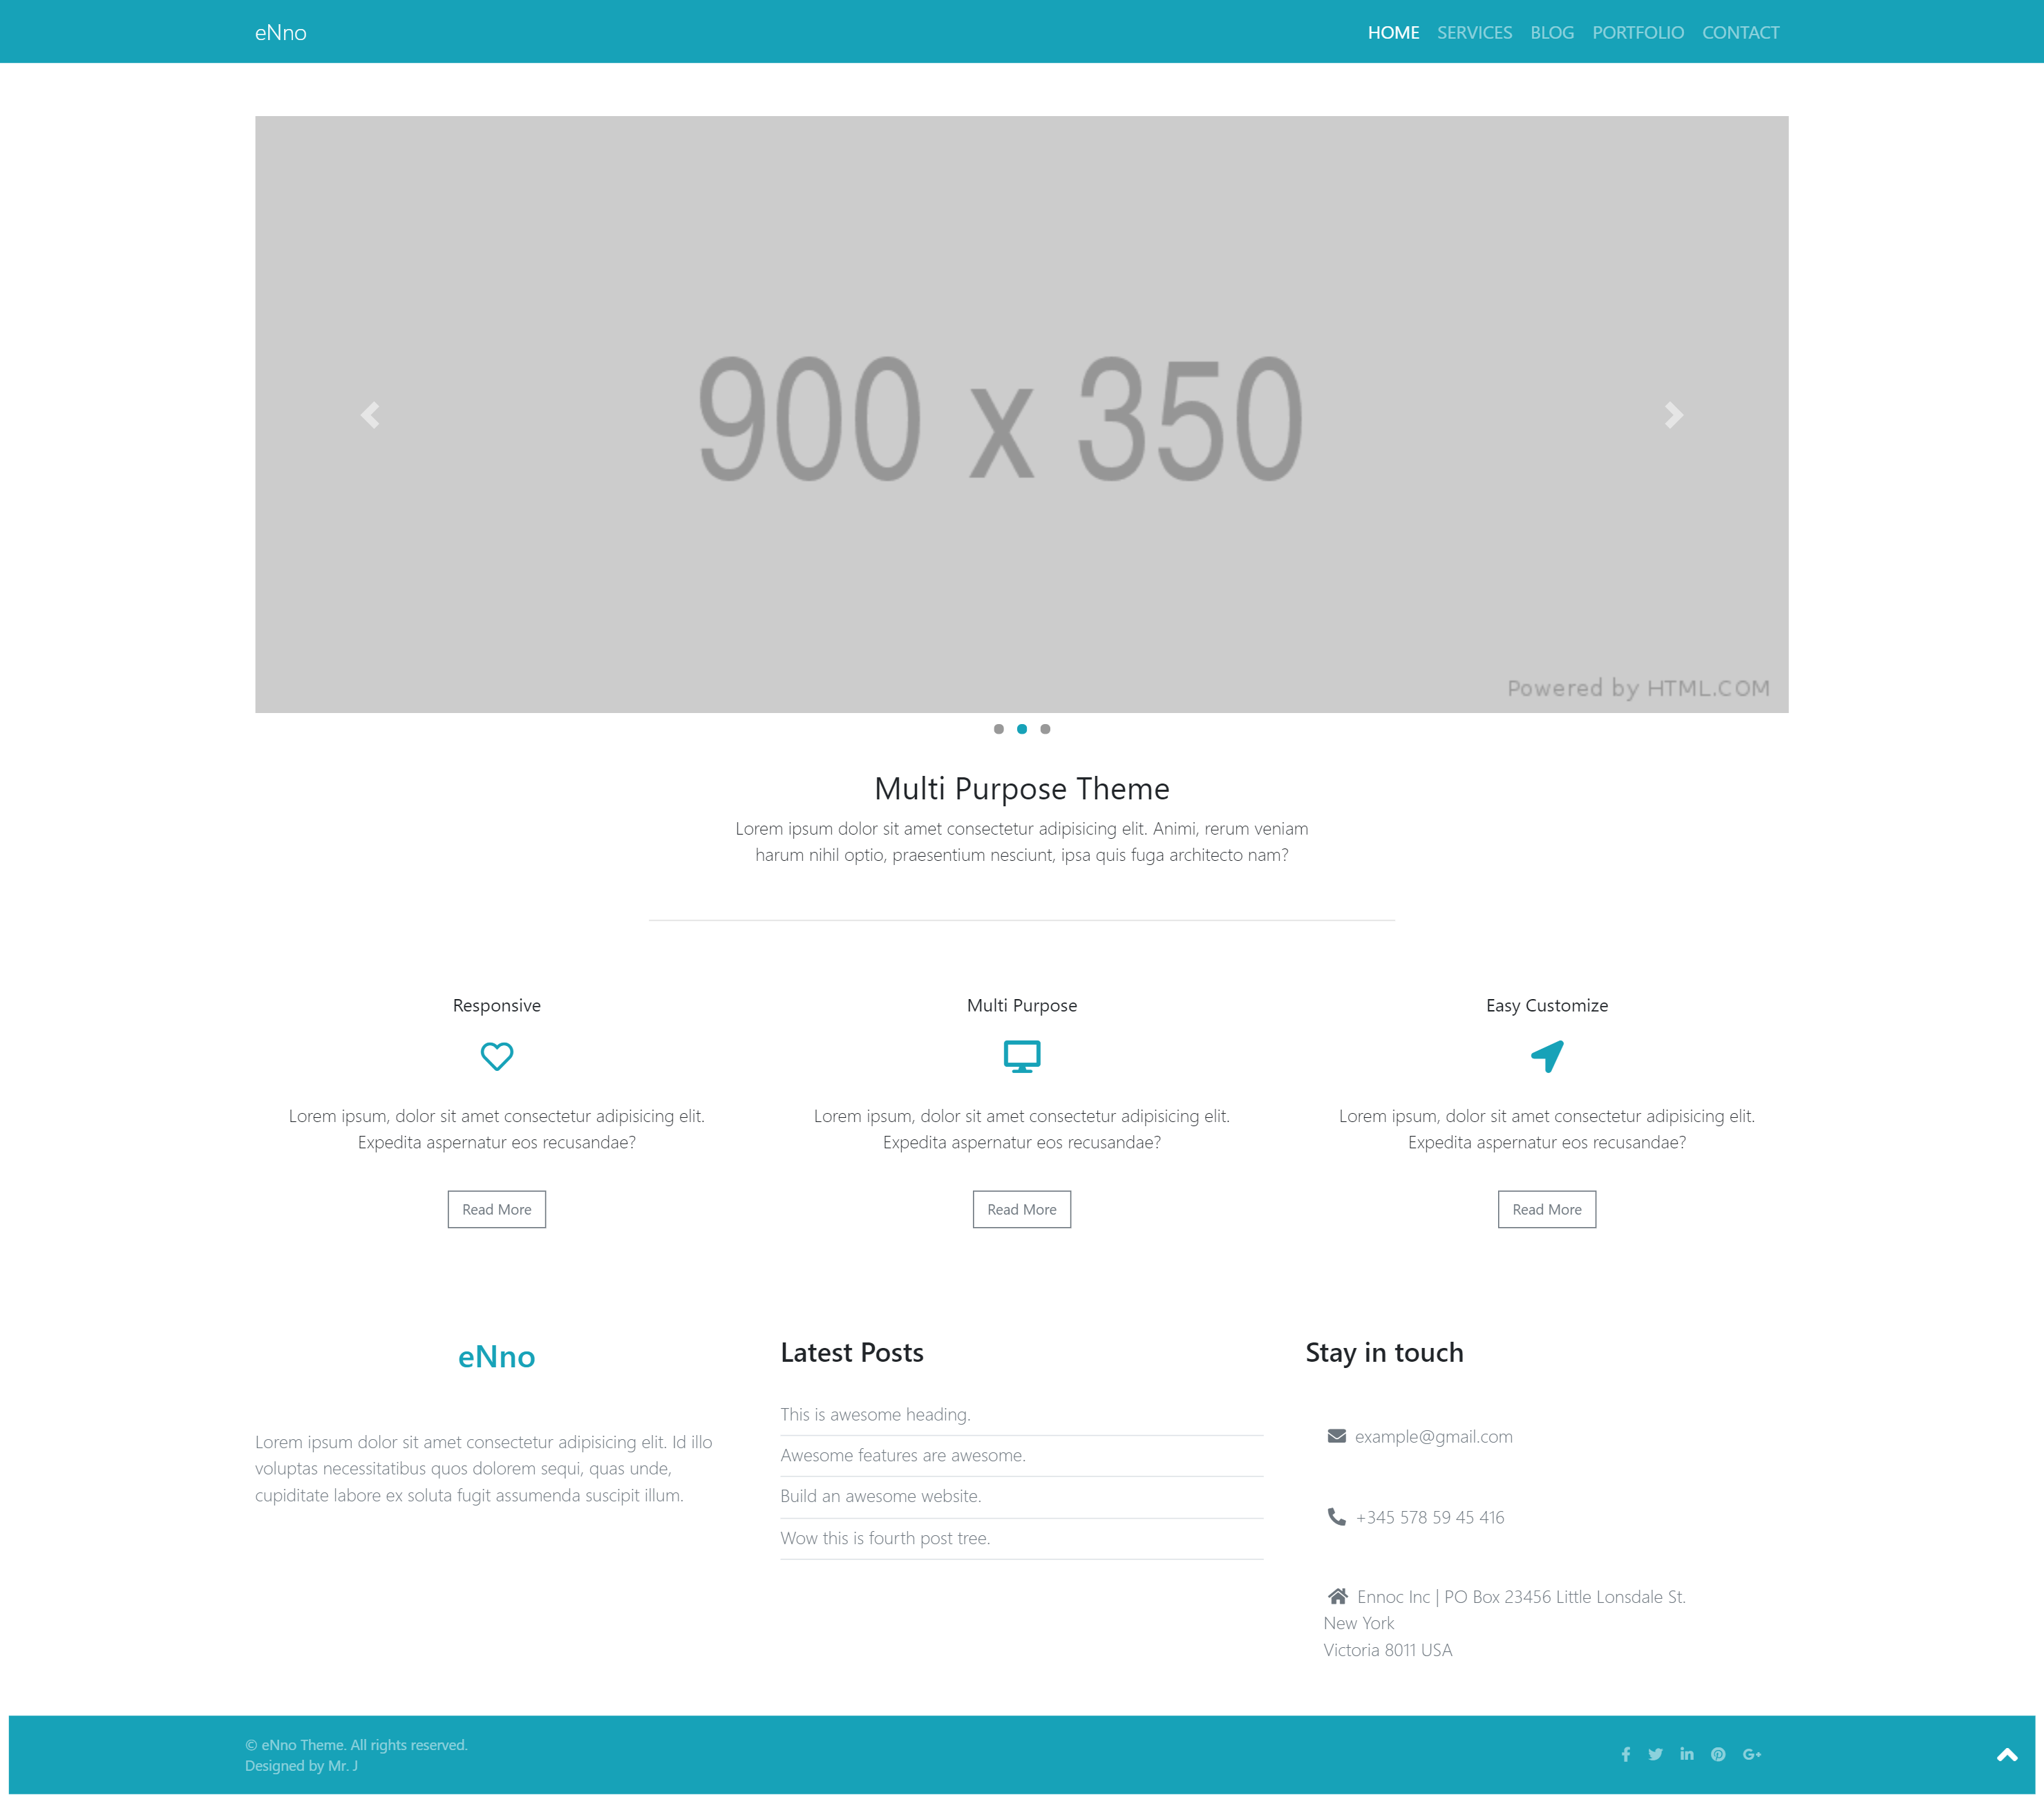 eNno
HOME SERVICES BLOG PORTFOLIO CONTACT
900 x 350
Powered by HTML.COM
Multi Purpose Theme
Lorem ipsum dolor sit amet consectetur adipisicing elit. Animi, rerum veniam
harum nihil optio, praesentium nesciunt, ipsa quis fuga architecto nam?
Responsive
Lorem ipsum, dolor sit amet consectetur adipisicing elit.
Expedita aspernatur eos recusandae?
Read More
Multi Purpose
Lorem ipsum, dolor sit amet consectetur adipisicing elit.
Expedita aspernatur eos recusandae?
Read More
Easy Customize
Lorem ipsum, dolor sit amet consectetur adipisicing elit.
Expedita aspernatur eos recusandae?
Read More
eNno
Lorem ipsum dolor sit amet consectetur adipisicing elit. Id illo
voluptas necessitatibus quos dolorem sequi, quas unde,
cupiditate labore ex soluta fugit assumenda suscipit illum.
Latest Posts
This is awesome heading.
Awesome features are awesome.
Build an awesome website.
Wow this is fourth post tree.
Stay in touch
example@gmail.com
+345 578 59 45 416
Ennoc Inc | PO Box 23456 Little Lonsdale St.
New York
Victoria 8011 USA
© eNno Theme. All rights reserved.
Designed by Mr. J